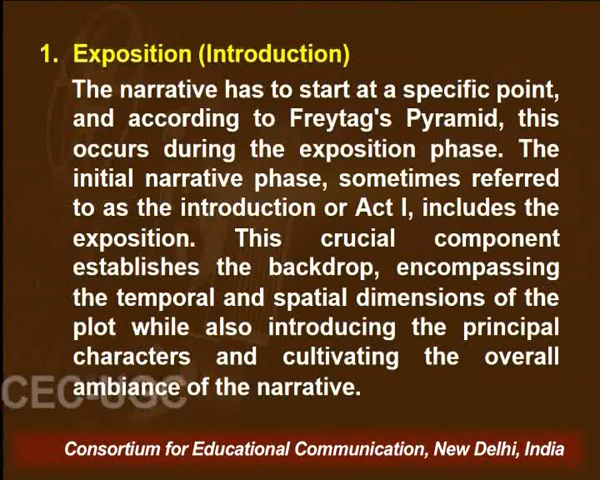 1. Exposition (Introduction)
The narrative has to start at a specific point,
and according to Freytag's Pyramid, this
occurs during the exposition phase. The
initial narrative phase, sometimes referred
to as the introduction or Act I, includes the
exposition. This crucial component
establishes the backdrop, encompassing
the temporal and spatial dimensions of the
plot while also introducing the principal
characters and cultivating the overall
ambiance of the narrative.
CEC-UGC
Consortium for Educational Communication, New Delhi, India